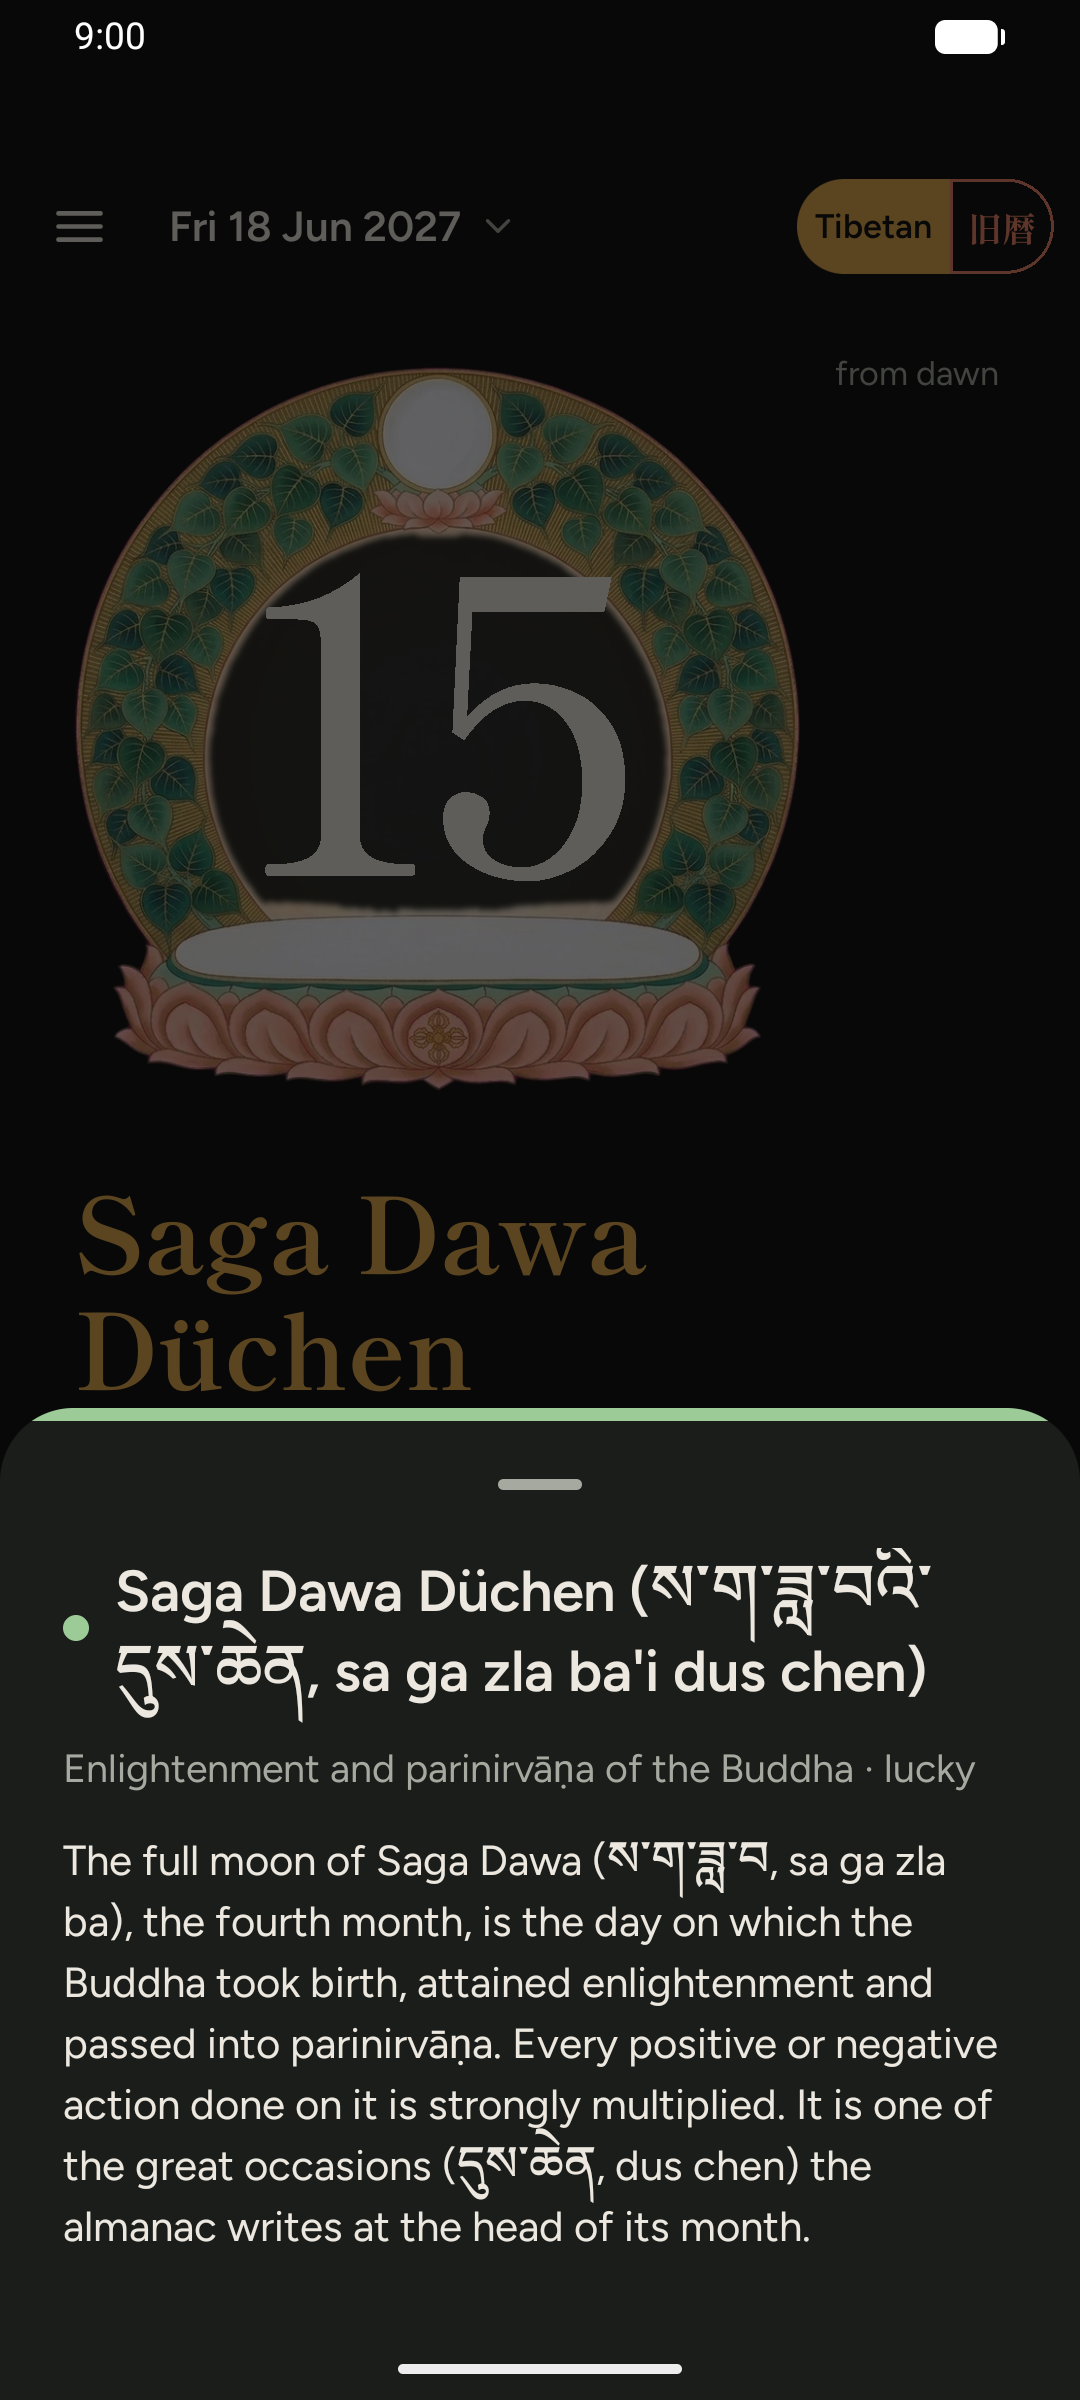 9:00
Fri 18 Jun 2027
Tibetan
旧暦
from dawn
15
Saga Dawa
Düchen
Saga Dawa Düchen (ས་ག་ཟླ་བའི་
དུས་ཆེན, sa ga zla ba'i dus chen)
Enlightenment and parinirvāṇa of the Buddha · lucky
The full moon of Saga Dawa (ས་ག་ཟླ་བ, sa ga zla
ba), the fourth month, is the day on which the
Buddha took birth, attained enlightenment and
passed into parinirvāṇa. Every positive or negative
action done on it is strongly multiplied. It is one of
the great occasions (དུས་ཆེན, dus chen) the
almanac writes at the head of its month.